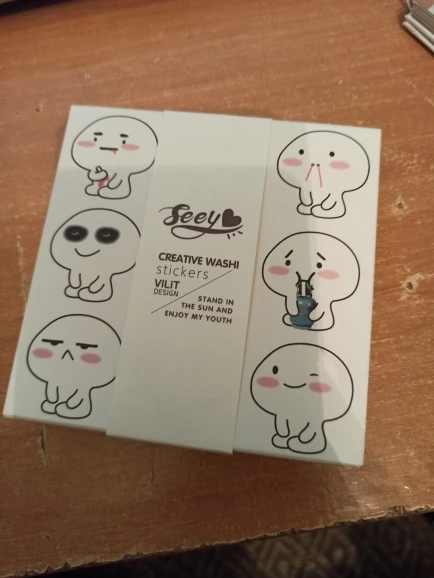 Seey
CREATIVE WASHI
stickers
VILIT
DESIGN
STAND IN
THE SUN AND
ENJOY MY YOUTH